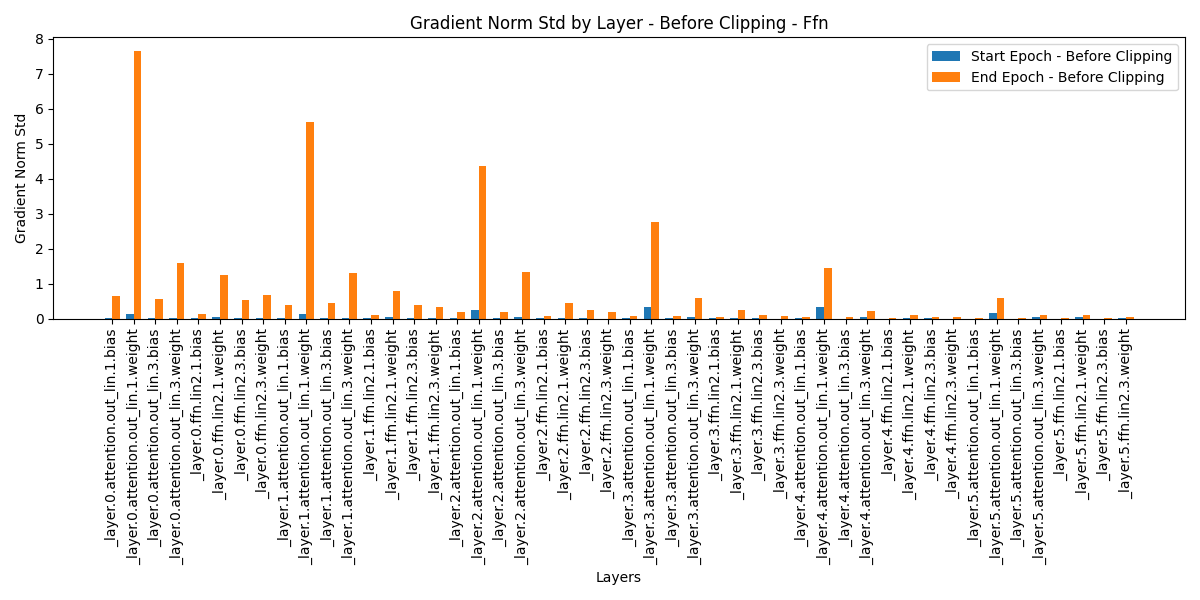 Gradient Norm Std by Layer - Before Clipping - Ffn
Start Epoch - Before Clipping
End Epoch - Before Clipping
Gradient Norm Std
8
7
6
5
4
3
2
1
0
_layer.0.attention.out_lin.1.bias
_layer.0.attention.out_lin.1.weight
_layer.0.attention.out_lin.3.bias
_layer.0.attention.out_lin.3.weight
_layer.0.ffn.lin2.1.bias
_layer.0.ffn.lin2.1.weight
_layer.0.ffn.lin2.3.bias
_layer.0.ffn.lin2.3.weight
_layer.1.attention.out_lin.1.bias
_layer.1.attention.out_lin.1.weight
_layer.1.attention.out_lin.3.bias
_layer.1.attention.out_lin.3.weight
_layer.1.ffn.lin2.1.bias
_layer.1.ffn.lin2.1.weight
_layer.1.ffn.lin2.3.bias
_layer.1.ffn.lin2.3.weight
_layer.2.attention.out_lin.1.bias
_layer.2.attention.out_lin.1.weight
_layer.2.attention.out_lin.3.bias
_layer.2.attention.out_lin.3.weight
_layer.2.ffn.lin2.1.bias
_layer.2.ffn.lin2.1.weight
_layer.2.ffn.lin2.3.bias
_layer.2.ffn.lin2.3.weight
_layer.3.attention.out_lin.1.bias
_layer.3.attention.out_lin.1.weight
_layer.3.attention.out_lin.3.bias
_layer.3.attention.out_lin.3.weight
_layer.3.ffn.lin2.1.bias
_layer.3.ffn.lin2.1.weight
_layer.3.ffn.lin2.3.bias
_layer.3.ffn.lin2.3.weight
_layer.4.attention.out_lin.1.bias
_layer.4.attention.out_lin.1.weight
_layer.4.attention.out_lin.3.bias
_layer.4.attention.out_lin.3.weight
_layer.4.ffn.lin2.1.bias
_layer.4.ffn.lin2.1.weight
_layer.4.ffn.lin2.3.bias
_layer.4.ffn.lin2.3.weight
_layer.5.attention.out_lin.1.bias
_layer.5.attention.out_lin.1.weight
_layer.5.attention.out_lin.3.bias
_layer.5.attention.out_lin.3.weight
_layer.5.ffn.lin2.1.bias
_layer.5.ffn.lin2.1.weight
_layer.5.ffn.lin2.3.bias
_layer.5.ffn.lin2.3.weight
Layers